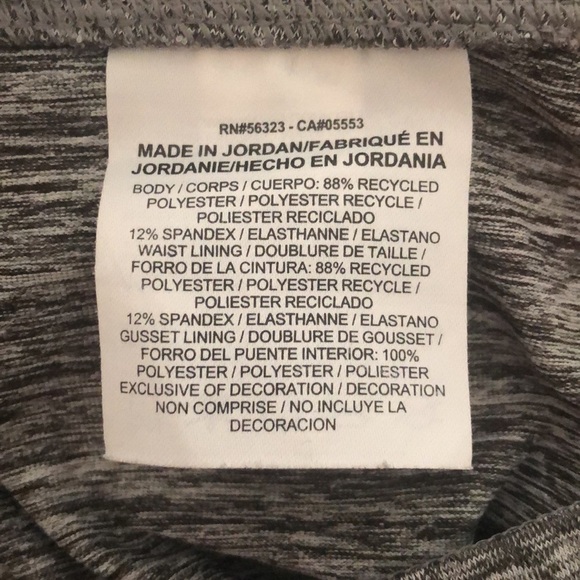 RN#56323 - CA#05553
MADE IN JORDAN/FABRIQUÉ EN
JORDANIE/HECHO EN JORDANIA
BODY / CORPS / CUERPO: 88% RECYCLED
POLYESTER / POLYESTER RECYCLE /
POLIESTER RECICLADO
12% SPANDEX / ELASTHANNE / ELASTANO
WAIST LINING / DOUBLURE DE TAILLE /
FORRO DE LA CINTURA: 88% RECYCLED
POLYESTER / POLYESTER RECYCLE /
POLIESTER RECICLADO
12% SPANDEX / ELASTHANNE / ELASTANO
GUSSET LINING / DOUBLURE DE GOUSSET /
FORRO DEL PUENTE INTERIOR: 100%
POLYESTER / POLYESTER / POLIESTER
EXCLUSIVE OF DECORATION / DECORATION
NON COMPRISE / NO INCLUYE LA
DECORACION